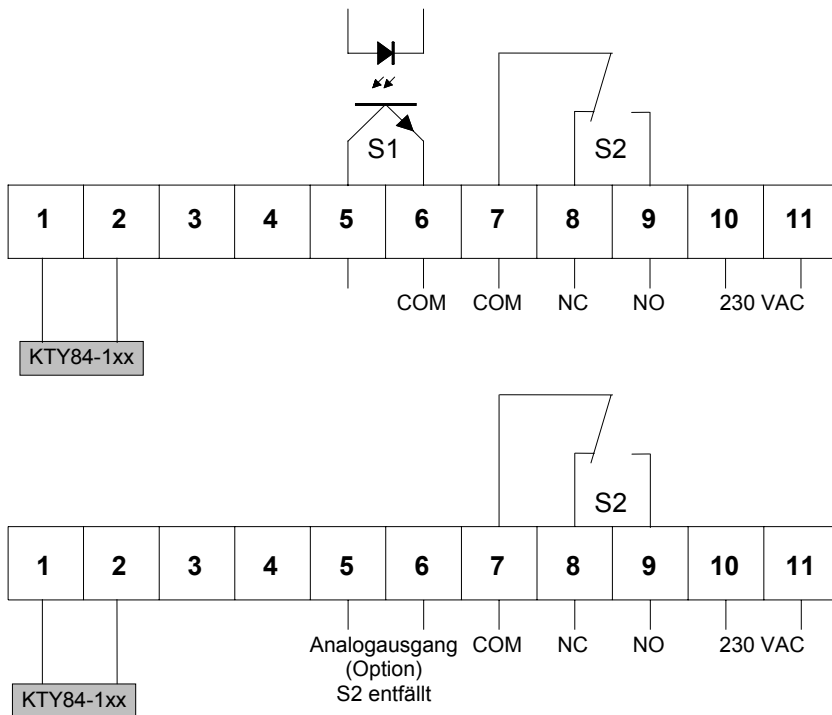 S1 S2
1 2 3 4 5 6 7 8 9 10 11
COM COM NC NO 230 VAC
KTY84-1xx
S2
1 2 3 4 5 6 7 8 9 10 11
Analogausgang COM NC NO 230 VAC
(Option)
S2 entfällt
KTY84-1xx